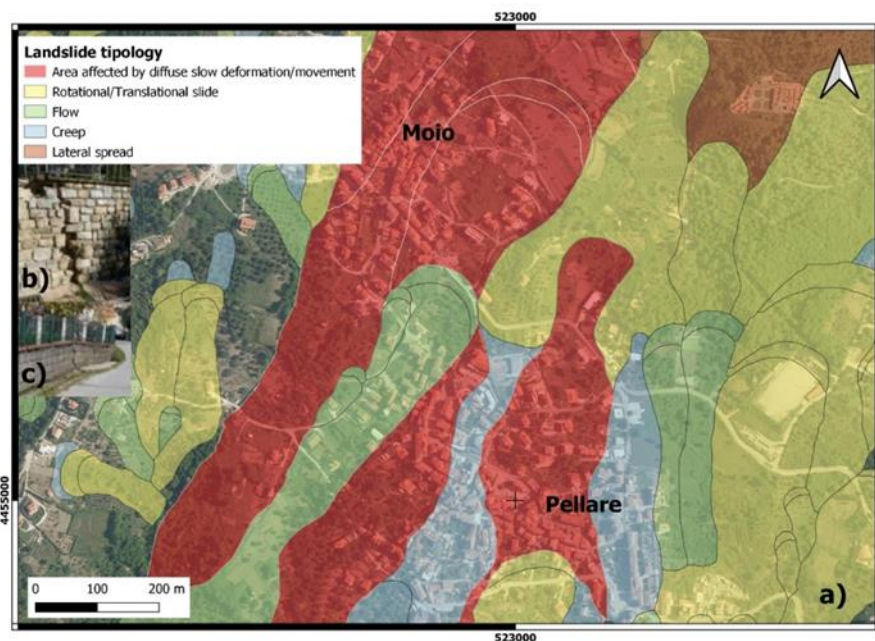 523000
Landslide tipology
Area affected by diffuse slow deformation/movement
Rotational/Translational slide
Flow
Creep
Lateral spread
Moio
b)
c)
4455000
Pellare
0 100 200 m
a)
523000